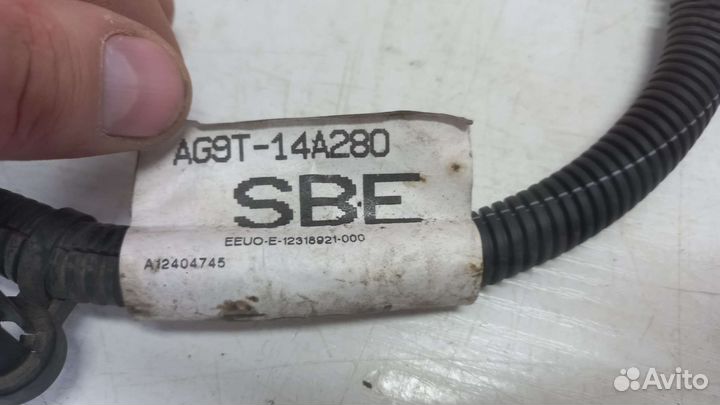 AG9T-14A280
SBE
EEUO-E-12318921-000
A12404745
Avito